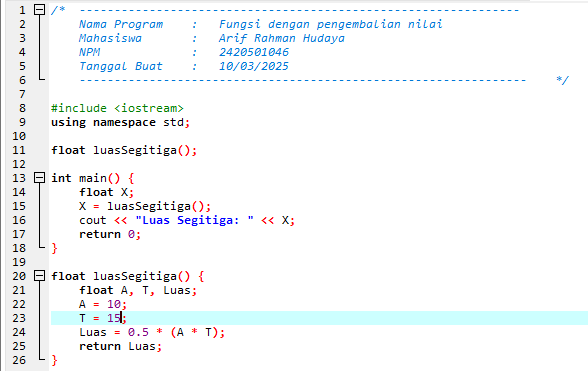 1 /* ---------------------------------------------------------------
2 Nama Program : Fungsi dengan pengembalian nilai
3 Mahasiswa : Arif Rahman Hudaya
4 NPM : 2420501046
5 Tanggal Buat : 10/03/2025
6 ---------------------------------------------------------------- */
7
8 #include <iostream>
9 using namespace std;
10
11 float luasSegitiga();
12
13 int main() {
14 float X;
15 X = luasSegitiga();
16 cout << "Luas Segitiga: " << X;
17 return 0;
18 }
19
20 float luasSegitiga() {
21 float A, T, Luas;
22 A = 10;
23 T = 15;
24 Luas = 0.5 * (A * T);
25 return Luas;
26 }